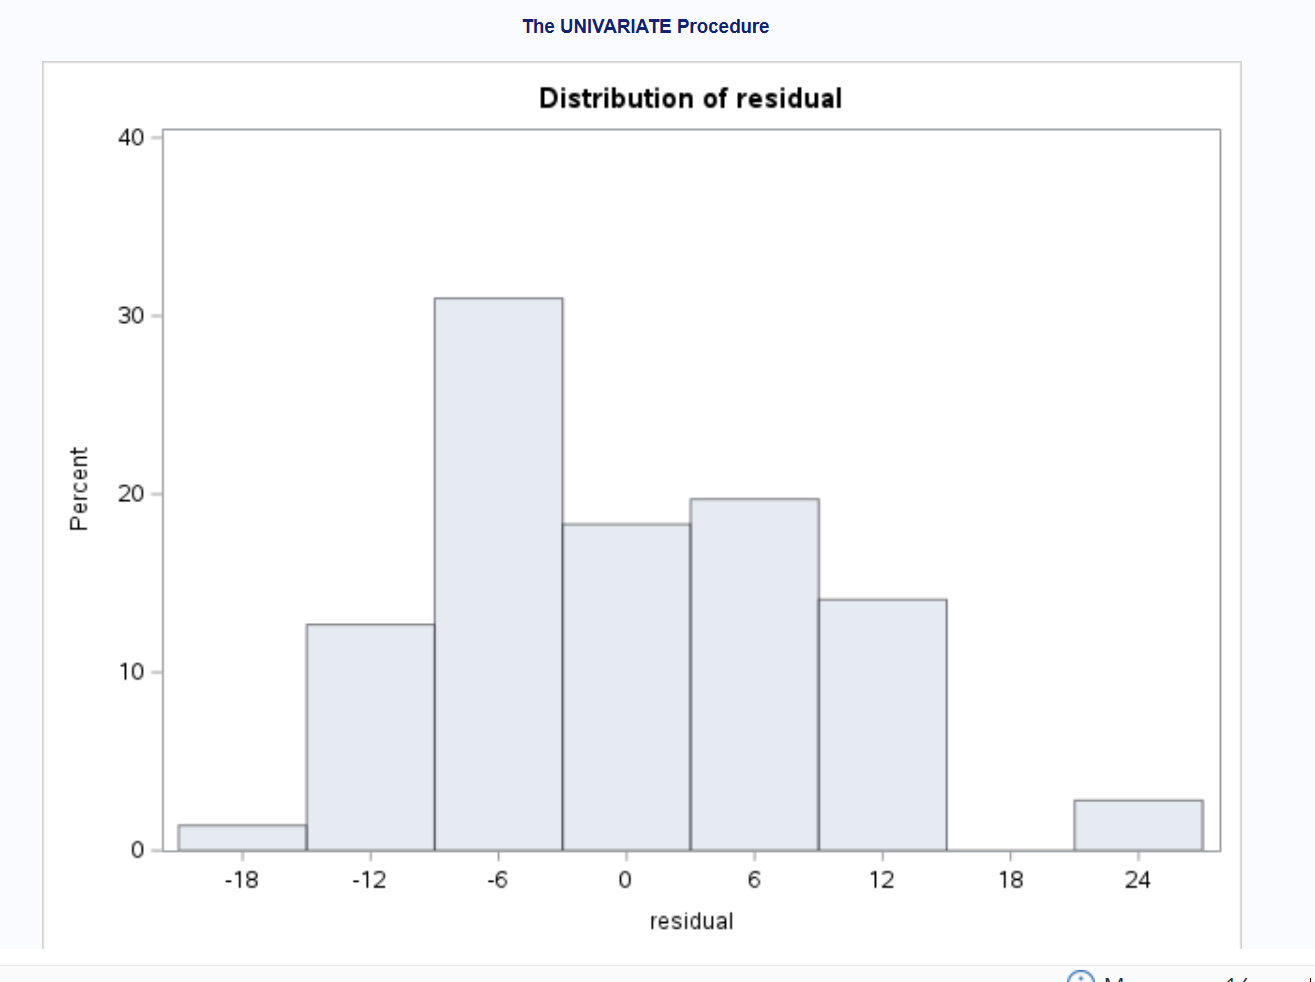 The UNIVARIATE Procedure
Distribution of residual
40
30
20
10
0
Percent
-18 -12 -6 0 6 12 18 24
residual